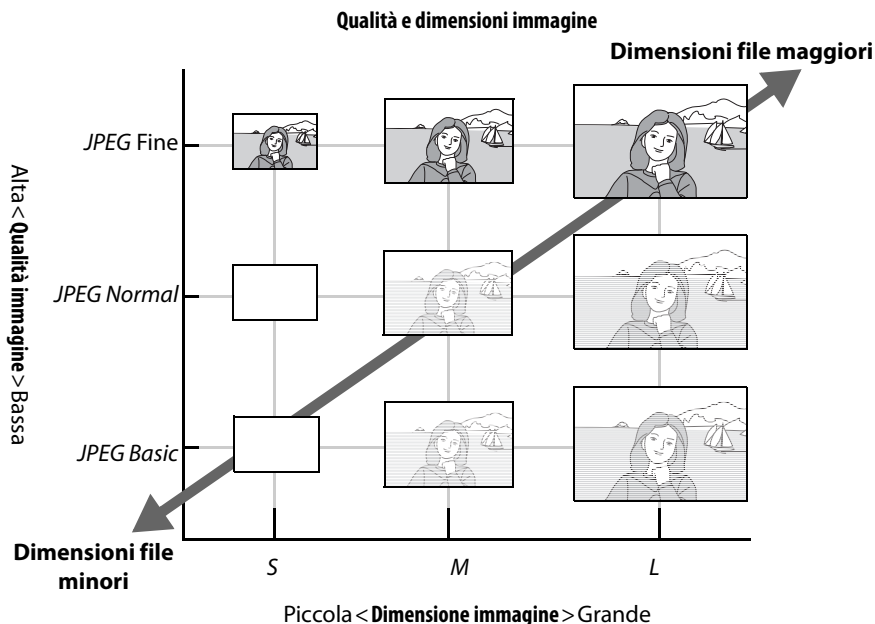 Qualità e dimensioni immagine
Dimensioni file maggiori
JPEG Fine
JPEG Normal
JPEG Basic
Alta < Qualità immagine > Bassa
Dimensioni file
minori
S
M
L
Piccola < Dimensione immagine > Grande